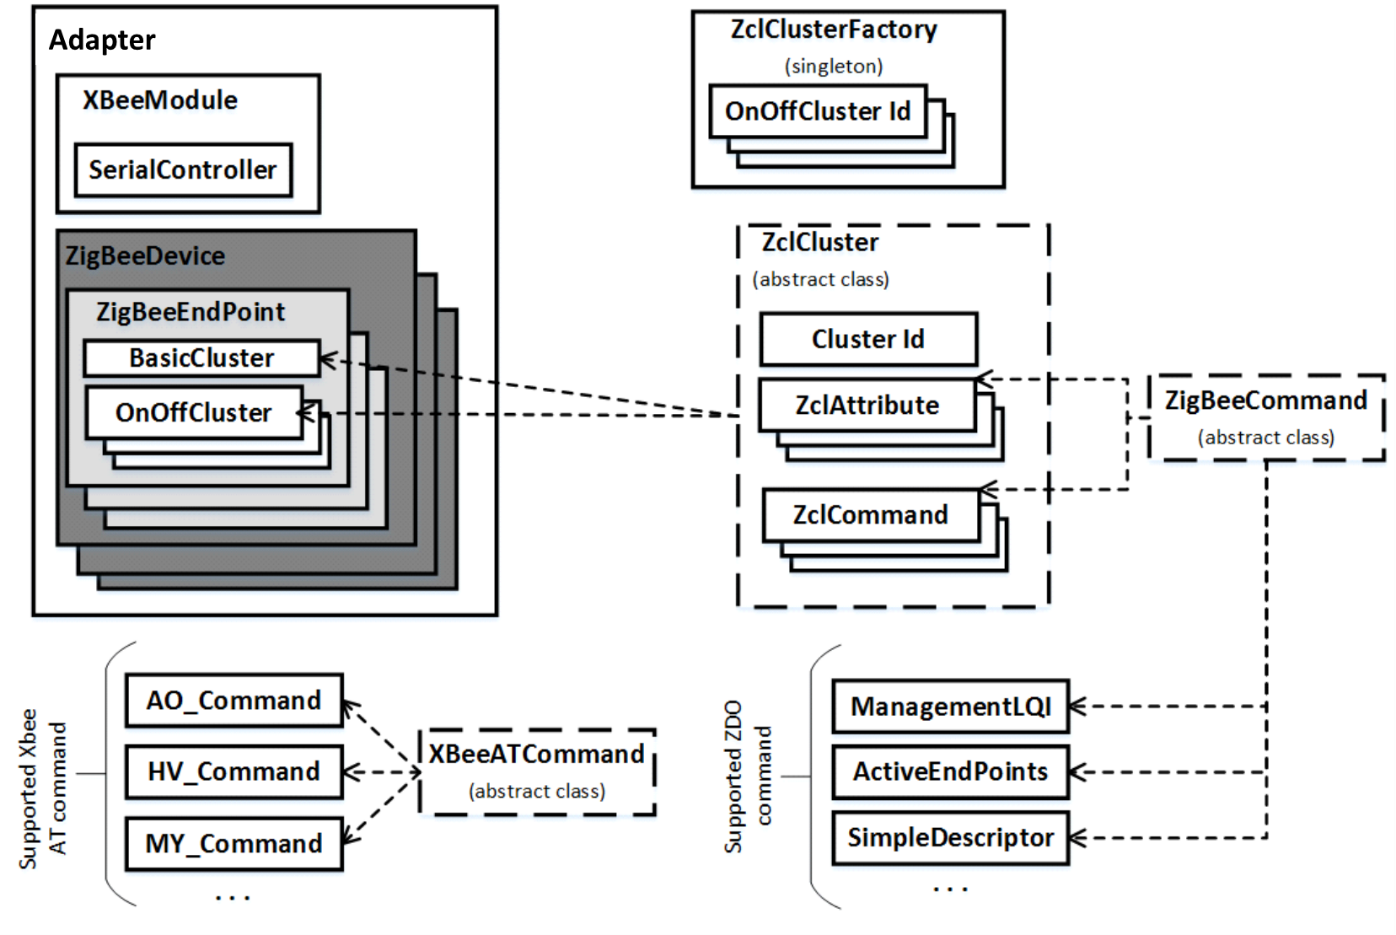 Adapter
XBeeModule
SerialController
ZigBeeDevice
ZigBeeEndPoint
BasicCluster
OnOffCluster
ZclClusterFactory
(singleton)
OnOffCluster Id
ZclCluster
(abstract class)
Cluster Id
ZclAttribute
ZclCommand
ZigBeeCommand
(abstract class)
Supported Xbee
AT command
AO_Command
HV_Command
MY_Command
. . .
XBeeATCommand
(abstract class)
Supported ZDO
command
ManagementLQI
ActiveEndPoints
SimpleDescriptor
. . .